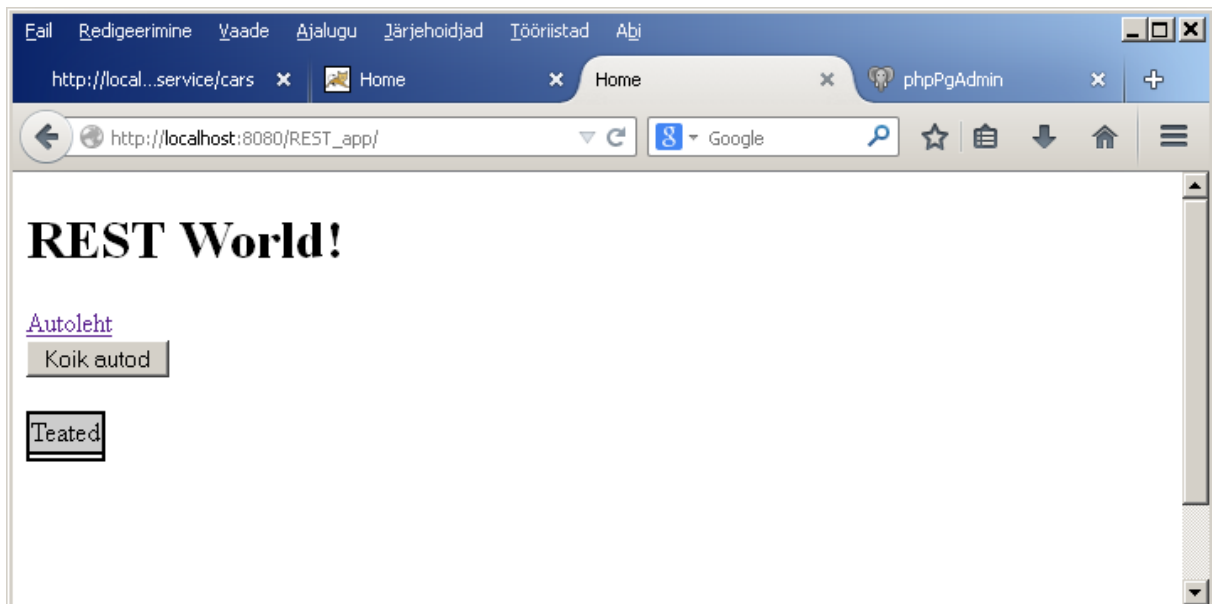 Fail Redigeerimine Vaade Ajalugu Järjehoidjad Tööriistad Abi
http://local...service/cars Home Home phpPgAdmin
http://localhost:8080/REST_app/ 8 Google
REST World!
Autoleht
Koik autod
Teated